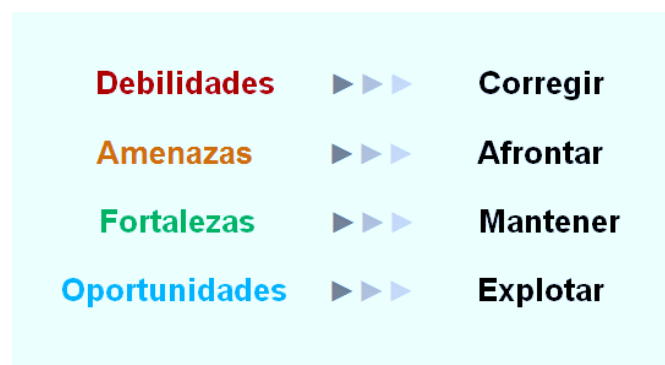 Debilidades ►►► Corregir
Amenazas ►►► Afrontar
Fortalezas ►►► Mantener
Oportunidades ►►► Explotar